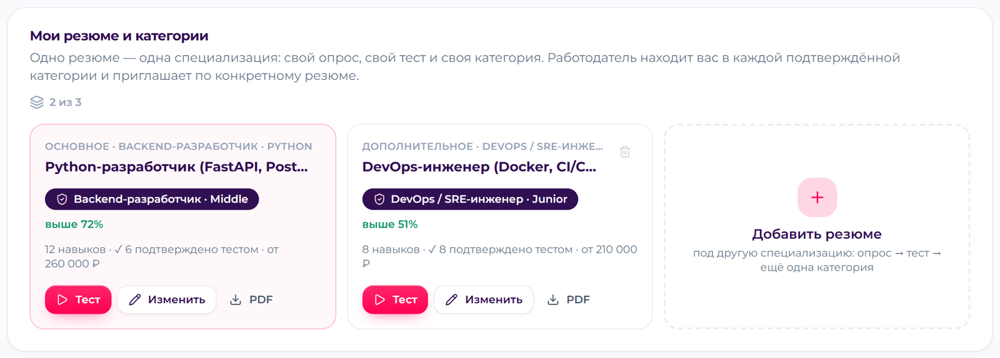 Мои резюме и категории
Одно резюме — одна специализация: свой опрос, свой тест и своя категория. Работодатель находит вас в каждой подтверждённой
категории и приглашает по конкретному резюме.
2 из 3
ОСНОВНОЕ · BACKEND-РАЗРАБОТЧИК · PYTHON
Python-разработчик (FastAPI, Post...
Backend-разработчик · Middle
выше 72%
12 навыков · ✓ 6 подтверждено тестом · от
260 000 ₽
Тест
Изменить
PDF
ДОПОЛНИТЕЛЬНОЕ · DEVOPS / SRE-ИНЖЕ...
DevOps-инженер (Docker, CI/C...
DevOps / SRE-инженер · Junior
выше 51%
8 навыков · ✓ 8 подтверждено тестом · от 210 000
₽
Тест
Изменить
PDF
Добавить резюме
под другую специализацию: опрос → тест →
ещё одна категория